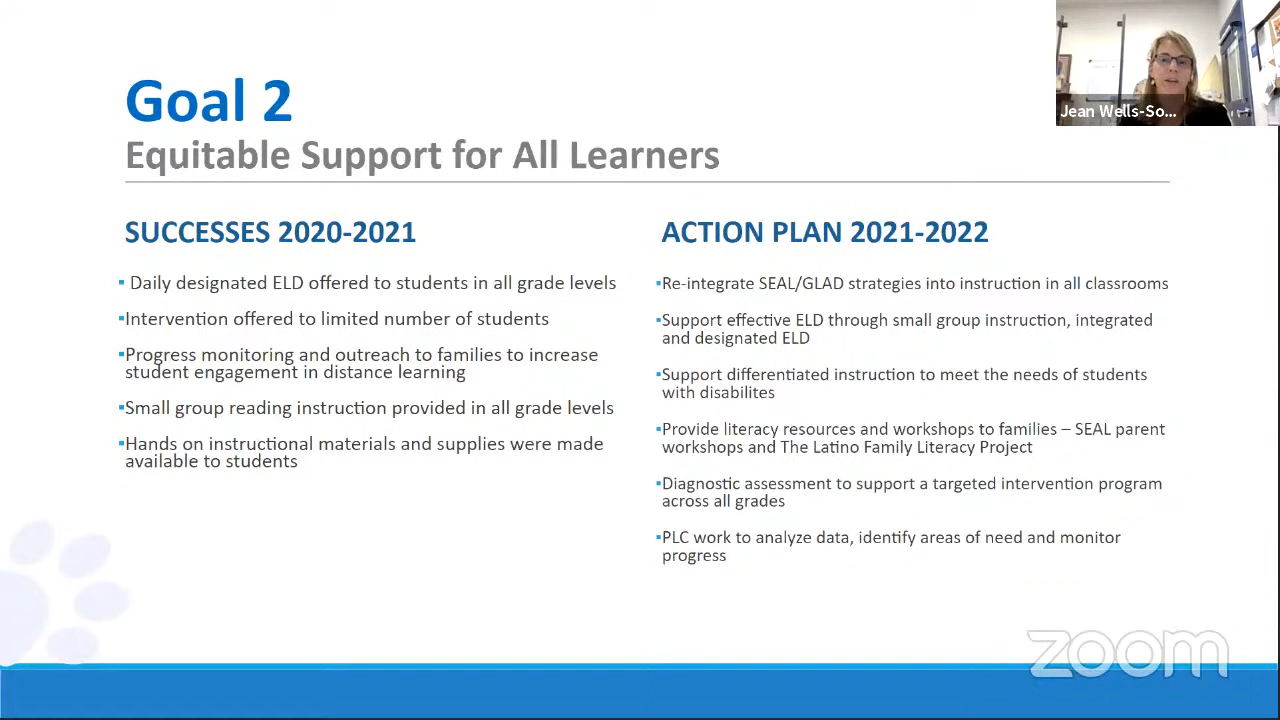 Goal 2
Equitable Support for All Learners
SUCCESSES 2020-2021
▪ Daily designated ELD offered to students in all grade levels
▪Intervention offered to limited number of students
▪Progress monitoring and outreach to families to increase
student engagement in distance learning
▪Small group reading instruction provided in all grade levels
▪Hands on instructional materials and supplies were made
available to students
ACTION PLAN 2021-2022
▪Re-integrate SEAL/GLAD strategies into instruction in all classrooms
▪Support effective ELD through small group instruction, integrated
and designated ELD
▪Support differentiated instruction to meet the needs of students
with disabilites
▪Provide literacy resources and workshops to families – SEAL parent
workshops and The Latino Family Literacy Project
▪Diagnostic assessment to support a targeted intervention program
across all grades
▪PLC work to analyze data, identify areas of need and monitor
progress
Jean Wells-So...
zoom